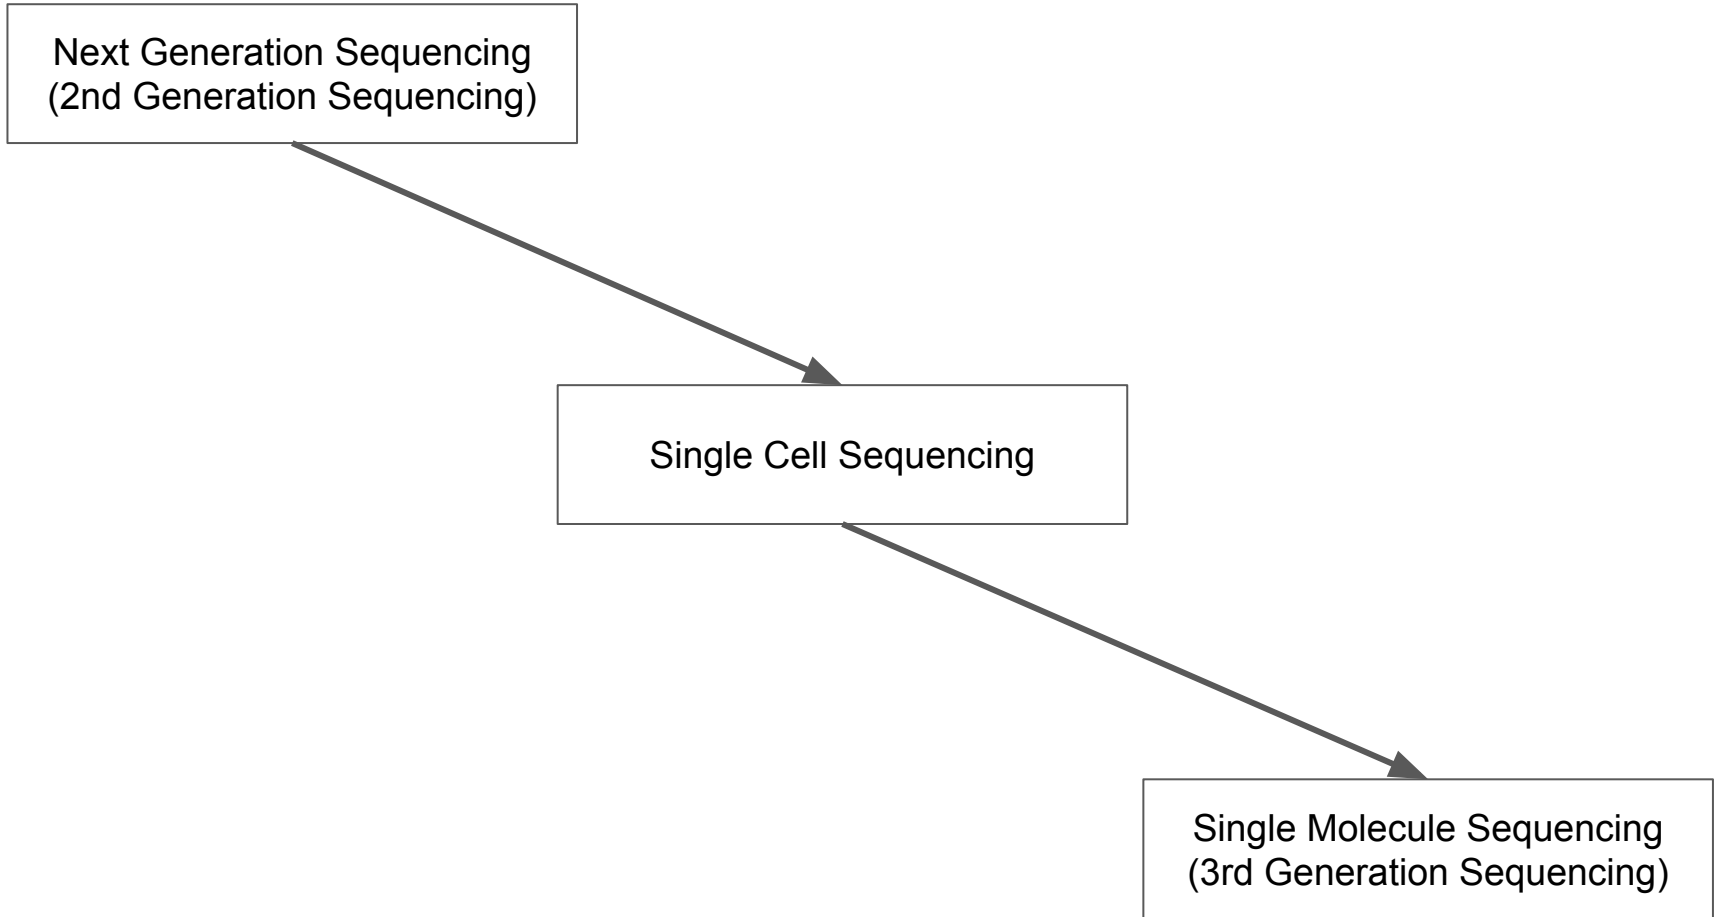 Next Generation Sequencing
(2nd Generation Sequencing)
Single Cell Sequencing
Single Molecule Sequencing
(3rd Generation Sequencing)